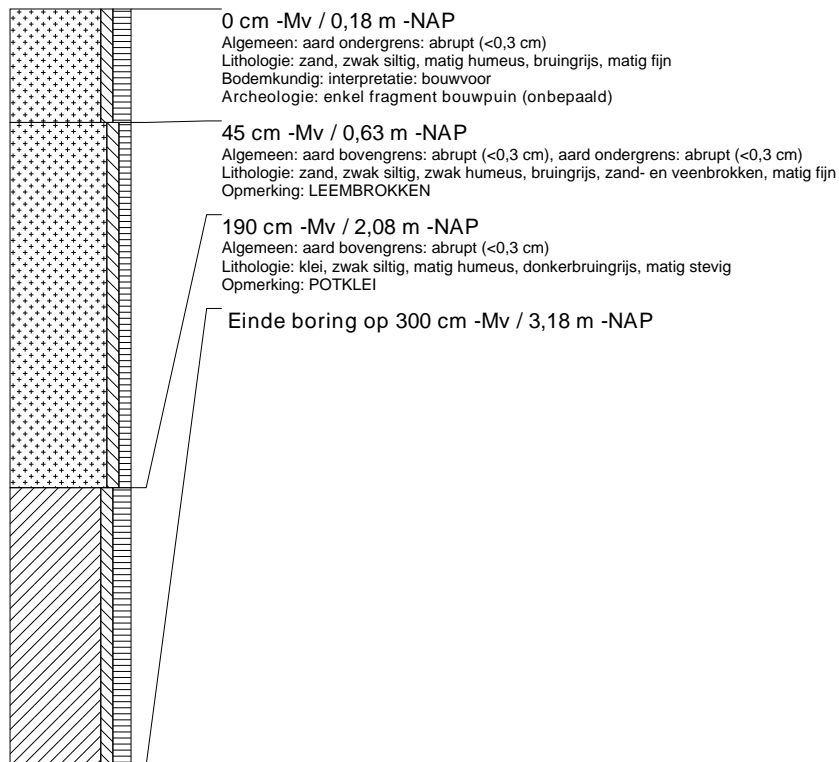 0 cm -Mv / 0,18 m -NAP
Algemeen: aard ondergrens: abrupt (<0,3 cm)
Lithologie: zand, zwak siltig, matig humeus, bruingrijs, matig fijn
Bodemkundig: interpretatie: bouwvoor
Archeologie: enkel fragment bouwpuin (onbepaald)
45 cm -Mv / 0,63 m -NAP
Algemeen: aard bovengrens: abrupt (<0,3 cm), aard ondergrens: abrupt (<0,3 cm)
Lithologie: zand, zwak siltig, zwak humeus, bruingrijs, zand- en veenbrokken, matig fijn
Opmerking: LEEMBROKKEN
190 cm -Mv / 2,08 m -NAP
Algemeen: aard bovengrens: abrupt (<0,3 cm)
Lithologie: klei, zwak siltig, matig humeus, donkerbruingrijs, matig stevig
Opmerking: POTKLEI
Einde boring op 300 cm -Mv / 3,18 m -NAP